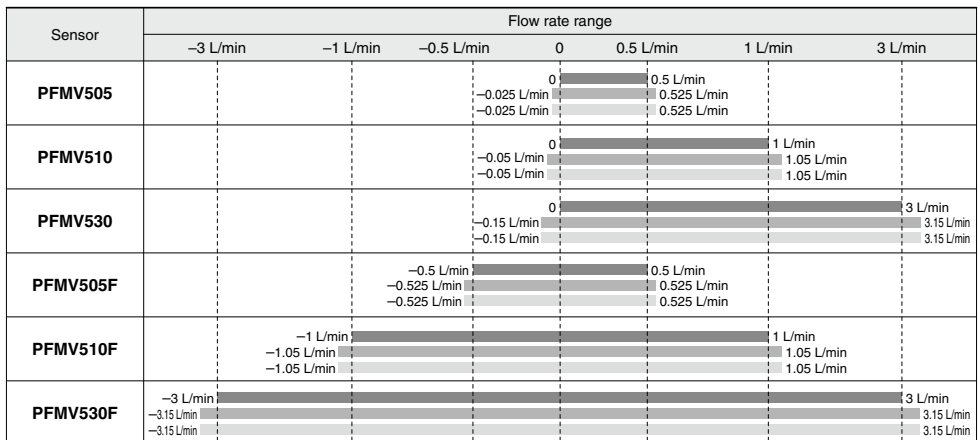 Sensor
Flow rate range
−3 L/min −1 L/min −0.5 L/min 0 0.5 L/min 1 L/min 3 L/min
PFMV505
0 0.5 L/min
−0.025 L/min 0.525 L/min
−0.025 L/min 0.525 L/min
PFMV510
0 1 L/min
−0.05 L/min 1.05 L/min
−0.05 L/min 1.05 L/min
PFMV530
0 3 L/min
−0.15 L/min 3.15 L/min
−0.15 L/min 3.15 L/min
PFMV505F
−0.5 L/min 0.5 L/min
−0.525 L/min 0.525 L/min
−0.525 L/min 0.525 L/min
PFMV510F
−1 L/min 1 L/min
−1.05 L/min 1.05 L/min
−1.05 L/min 1.05 L/min
PFMV530F
−3 L/min 3 L/min
−3.15 L/min 3.15 L/min
−3.15 L/min 3.15 L/min